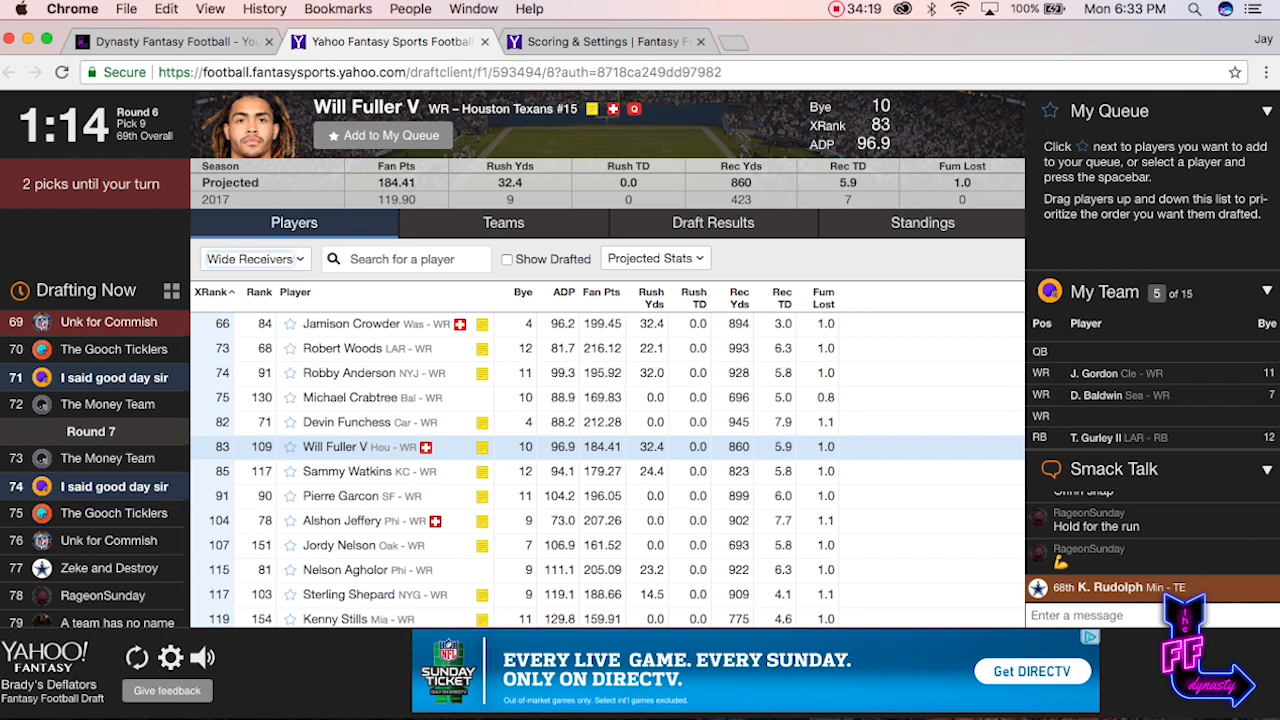 Chrome File Edit View History Bookmarks People Window Help 34:19 100% Mon 6:33 PM
Dynasty Fantasy Football - You Yahoo Fantasy Sports Football Scoring & Settings | Fantasy F Jay
Secure https://football.fantasysports.yahoo.com/draftclient/f1/593494/8?auth=8718ca249dd97982
1:14
Round 6
Pick 9
69th Overall
2 picks until your turn
Drafting Now
69 Unk for Commish
70 The Gooch Ticklers
71 I said good day sir
72 The Money Team
Round 7
73 The Money Team
74 I said good day sir
75 The Gooch Ticklers
76 Unk for Commish
77 Zeke and Destroy
78 RageonSunday
79 A team has no name
YAHOO!
FANTASY
Brady's Deflators
Fantasy Football Draft
Give feedback
Will Fuller V WR – Houston Texans #15 Q
Add to My Queue
Bye 10
XRank 83
ADP 96.9
Season Fan Pts Rush Yds Rush TD Rec Yds Rec TD Fum Lost
Projected 184.41 32.4 0.0 860 5.9 1.0
2017 119.90 9 0 423 7 0
Players Teams Draft Results Standings
Wide Receivers Search for a player Show Drafted Projected Stats
XRank Rank Player Bye ADP Fan Pts Rush Yds Rush TD Rec Yds Rec TD Fum Lost
66 84 Jamison Crowder Was - WR 4 96.2 199.45 32.4 0.0 894 3.0 1.0
73 68 Robert Woods LAR - WR 12 81.7 216.12 22.1 0.0 993 6.3 1.0
74 91 Robby Anderson NYJ - WR 11 99.3 195.92 32.0 0.0 928 5.8 1.0
75 130 Michael Crabtree Bal - WR 10 88.9 169.83 0.0 0.0 696 5.0 0.8
82 71 Devin Funchess Car - WR 4 88.2 212.28 0.0 0.0 945 7.9 1.1
83 109 Will Fuller V Hou - WR 10 96.9 184.41 32.4 0.0 860 5.9 1.0
85 117 Sammy Watkins KC - WR 12 94.1 179.27 24.4 0.0 823 5.8 1.0
91 90 Pierre Garcon SF - WR 11 104.2 196.05 0.0 0.0 899 6.0 1.0
104 78 Alshon Jeffery Phi - WR 9 73.0 207.26 0.0 0.0 902 7.7 1.1
107 151 Jordy Nelson Oak - WR 7 106.9 161.52 0.0 0.0 693 5.8 1.0
115 81 Nelson Agholor Phi - WR 9 111.1 205.09 23.2 0.0 922 6.3 1.0
117 103 Sterling Shepard NYG - WR 9 119.1 188.66 14.5 0.0 909 4.1 1.1
119 154 Kenny Stills Mia - WR 11 129.8 159.91 0.0 0.0 775 4.6 1.0
NFL
SUNDAY
TICKET
ONLY ON DIRECTV
EVERY LIVE GAME. EVERY SUNDAY.
ONLY ON DIRECTV.
Out-of-market games only. Select int'l games excluded.
Get DIRECTV
My Queue
Click next to players you want to add
to your queue, or select a player and
press the spacebar.
Drag players up and down this list to pri-
oritize the order you want them drafted.
My Team 5 of 15
Pos Player Bye
QB
WR J. Gordon Cle - WR 11
WR D. Baldwin Sea - WR 7
WR
RB T. Gurley II LAR - RB 12
Smack Talk
RageonSunday
Hold for the run
RageonSunday
💪
68th K. Rudolph Min - TE
Enter a message
the
FF
dynasty